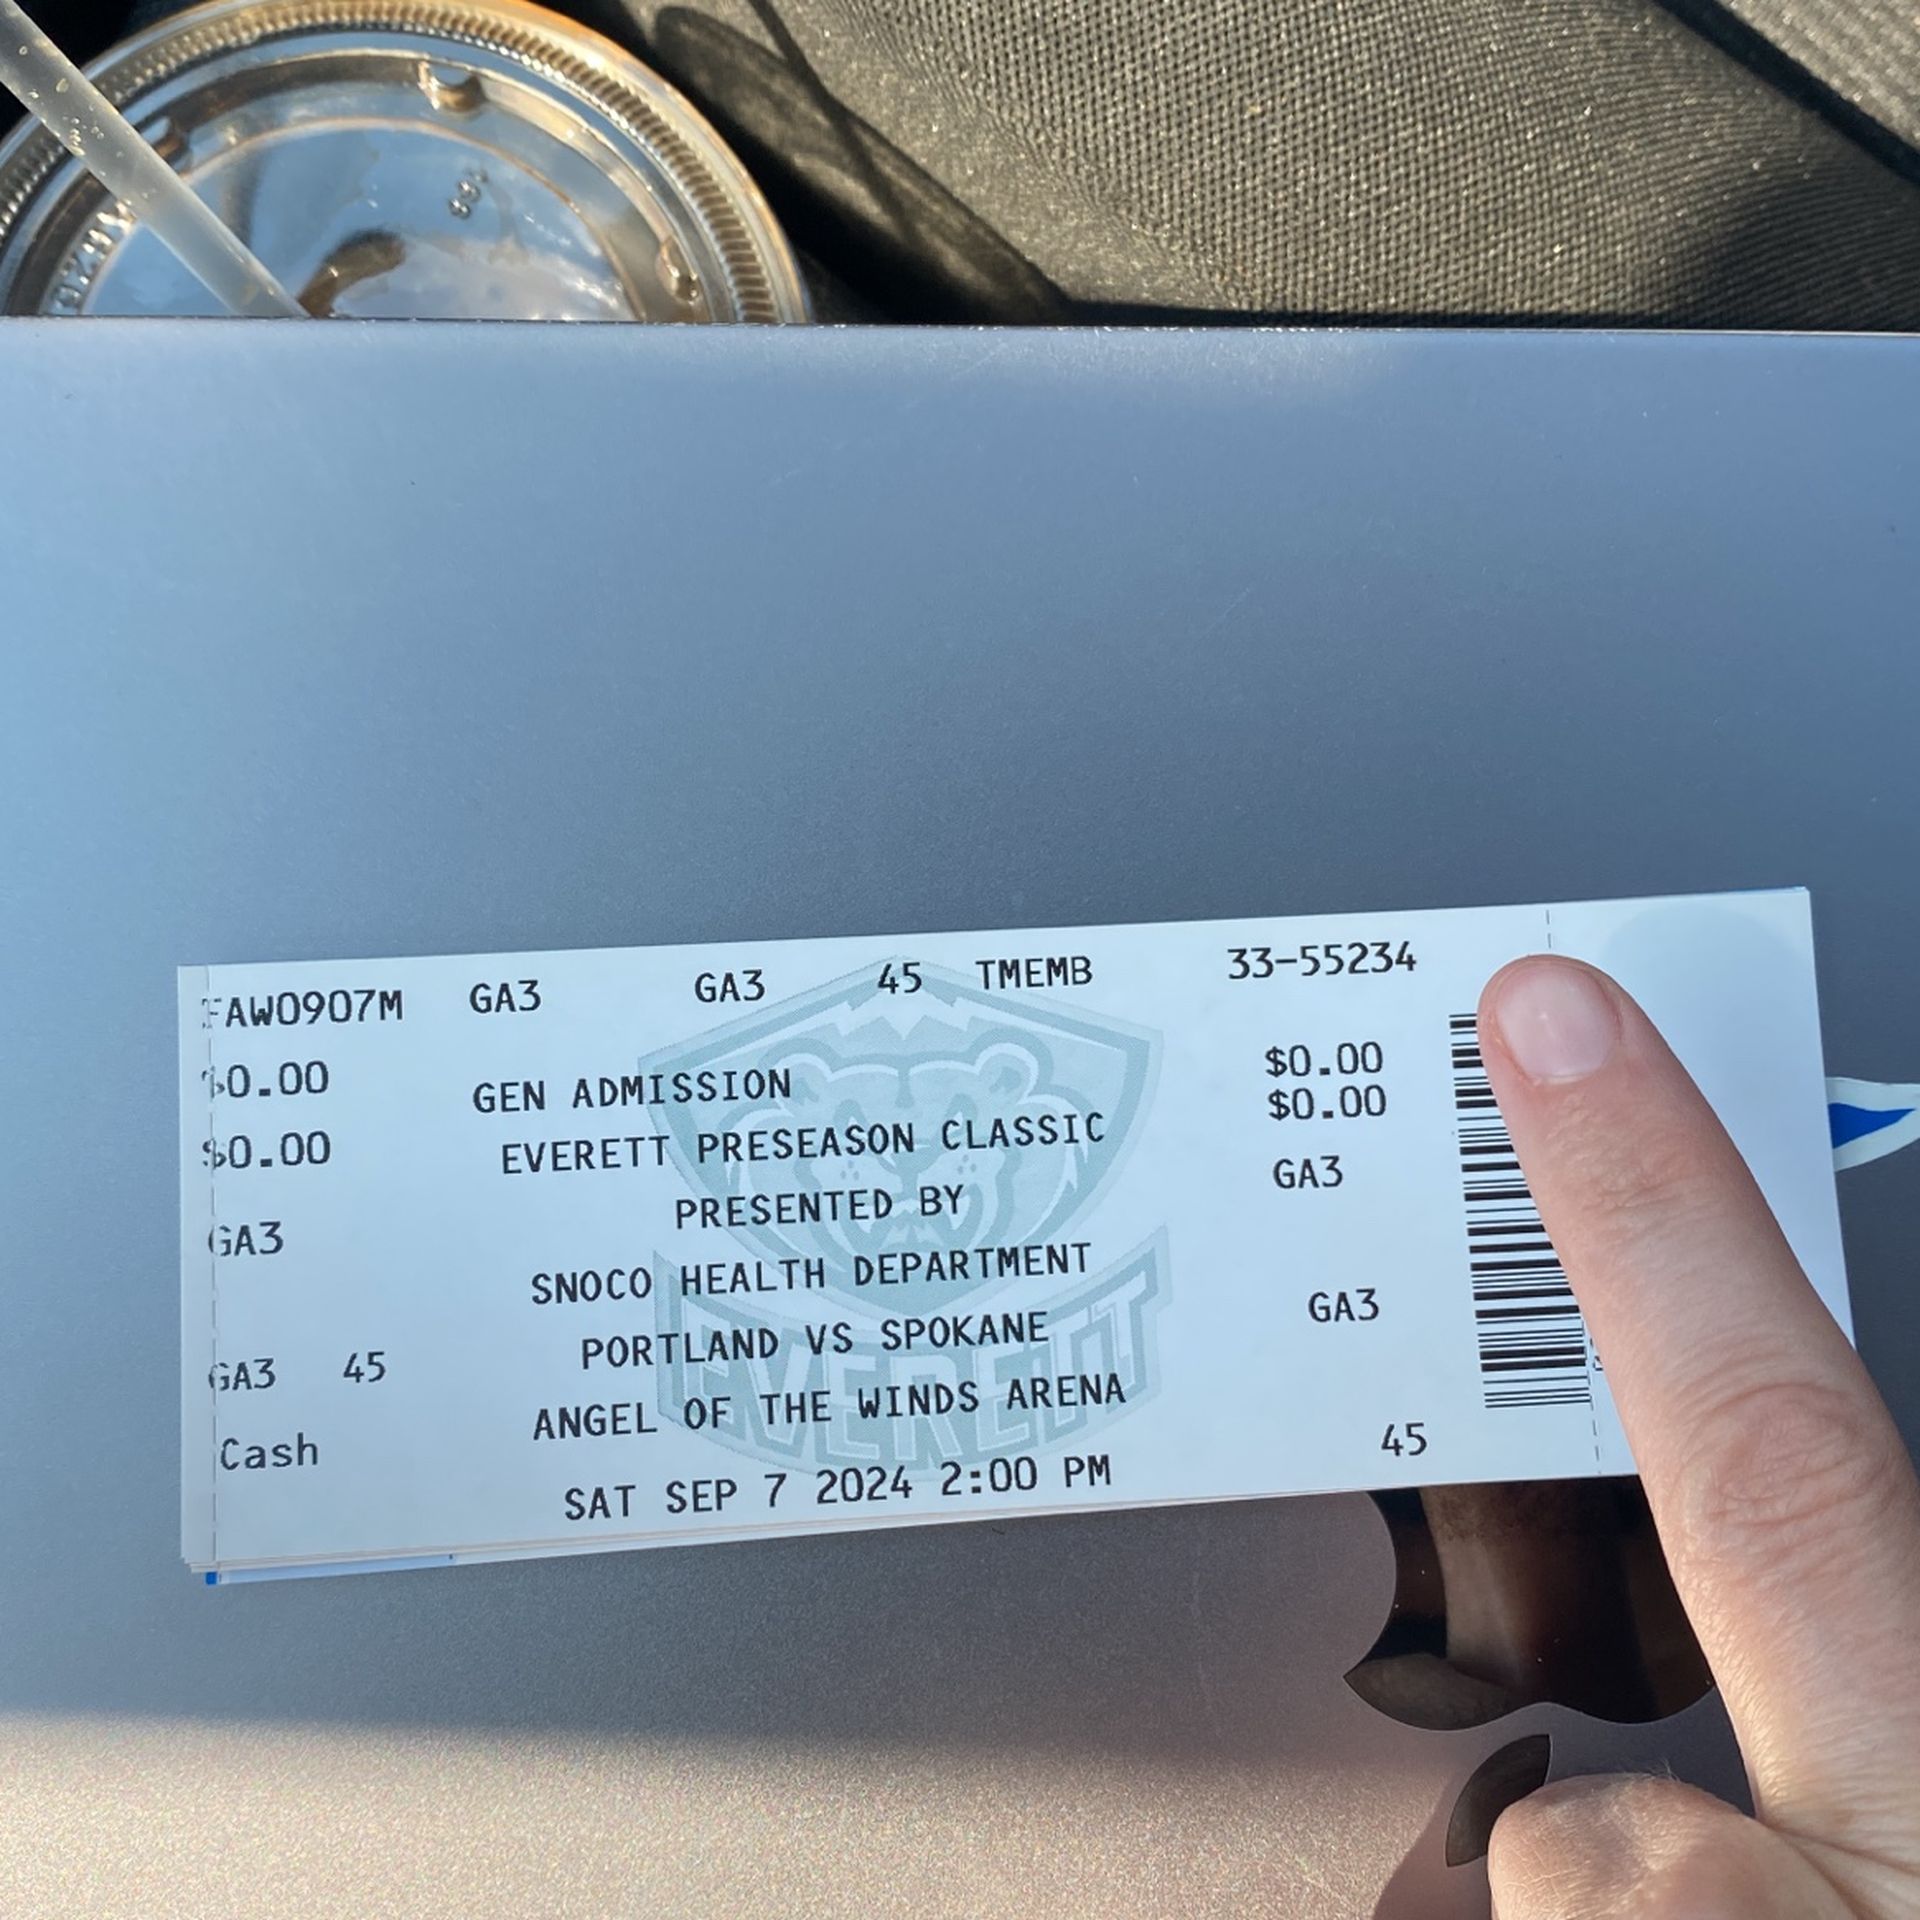 FAW0907M GA3 GA3 45 TMEMB 33-55234
$0.00 GEN ADMISSION $0.00
$0.00 EVERETT PRESEASON CLASSIC $0.00
PRESENTED BY GA3
GA3 SNOCO HEALTH DEPARTMENT
PORTLAND VS SPOKANE GA3
GA3 45 ANGEL OF THE WINDS ARENA
Cash SAT SEP 7 2024 2:00 PM 45
EVERETT